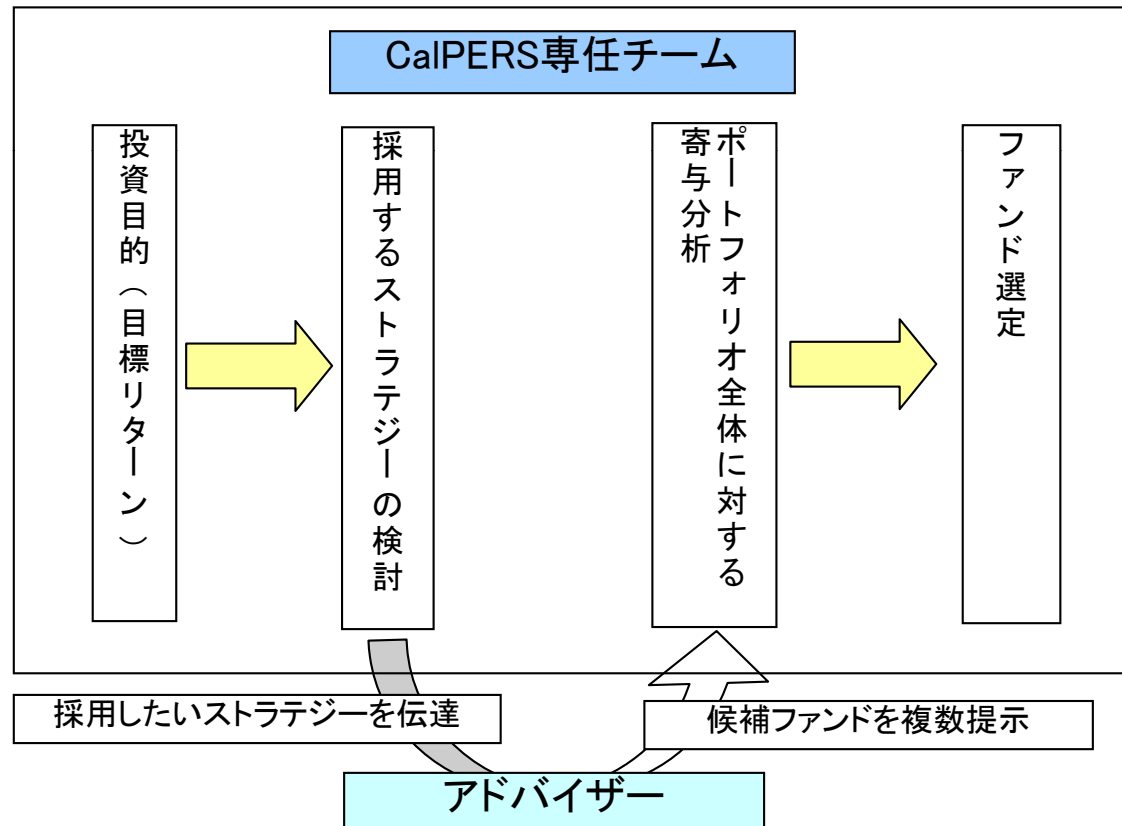 CalPERS専任チーム
投資目的（目標リターン）
採用するストラテジーの検討
ポートフォリオ全体に対する
寄与分析
ファンド選定
採用したいストラテジーを伝達
候補ファンドを複数提示
アドバイザー